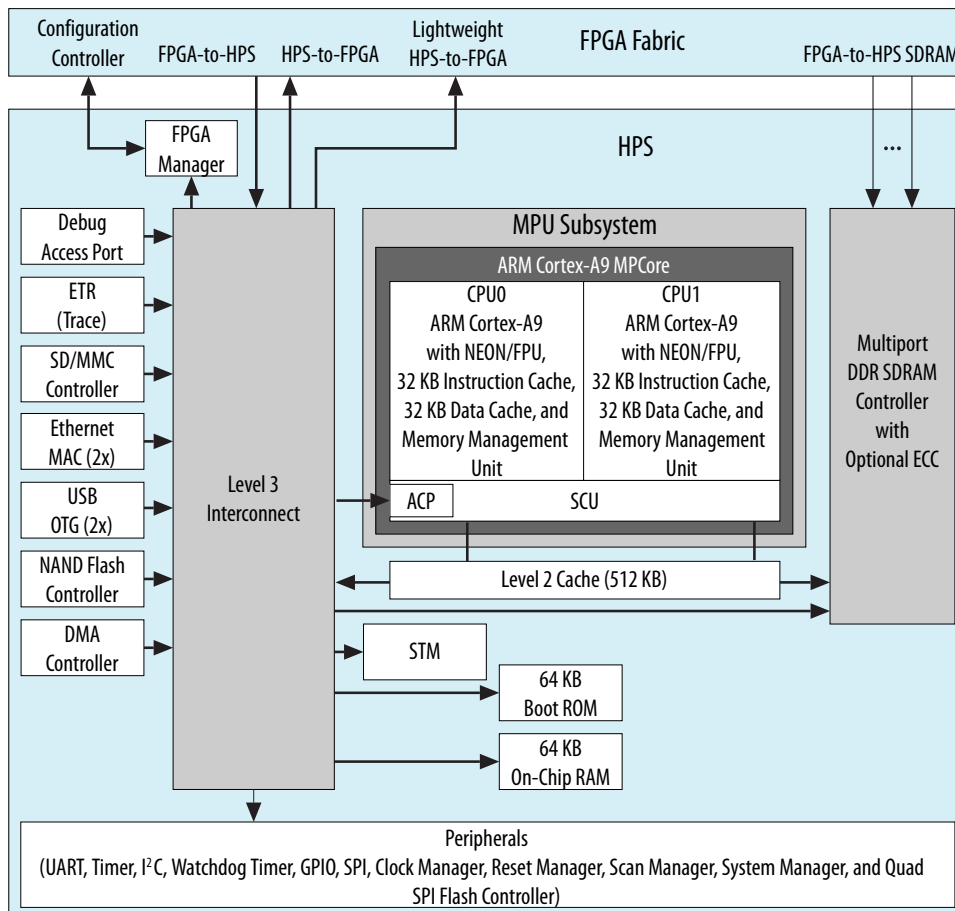 Configuration
Controller
FPGA-to-HPS
HPS-to-FPGA
Lightweight
HPS-to-FPGA
FPGA Fabric
FPGA-to-HPS SDRAM
HPS
FPGA
Manager
...
Debug
Access Port
ETR
(Trace)
SD/MMC
Controller
Ethernet
MAC (2x)
USB
OTG (2x)
NAND Flash
Controller
DMA
Controller
Level 3
Interconnect
MPU Subsystem
ARM Cortex-A9 MPCore
CPU0
ARM Cortex-A9
with NEON/FPU,
32 KB Instruction Cache,
32 KB Data Cache, and
Memory Management
Unit
CPU1
ARM Cortex-A9
with NEON/FPU,
32 KB Instruction Cache,
32 KB Data Cache, and
Memory Management
Unit
ACP
SCU
Level 2 Cache (512 KB)
Multiport
DDR SDRAM
Controller
with
Optional ECC
STM
64 KB
Boot ROM
64 KB
On-Chip RAM
Peripherals
(UART, Timer, I²C, Watchdog Timer, GPIO, SPI, Clock Manager, Reset Manager, Scan Manager, System Manager, and Quad
SPI Flash Controller)